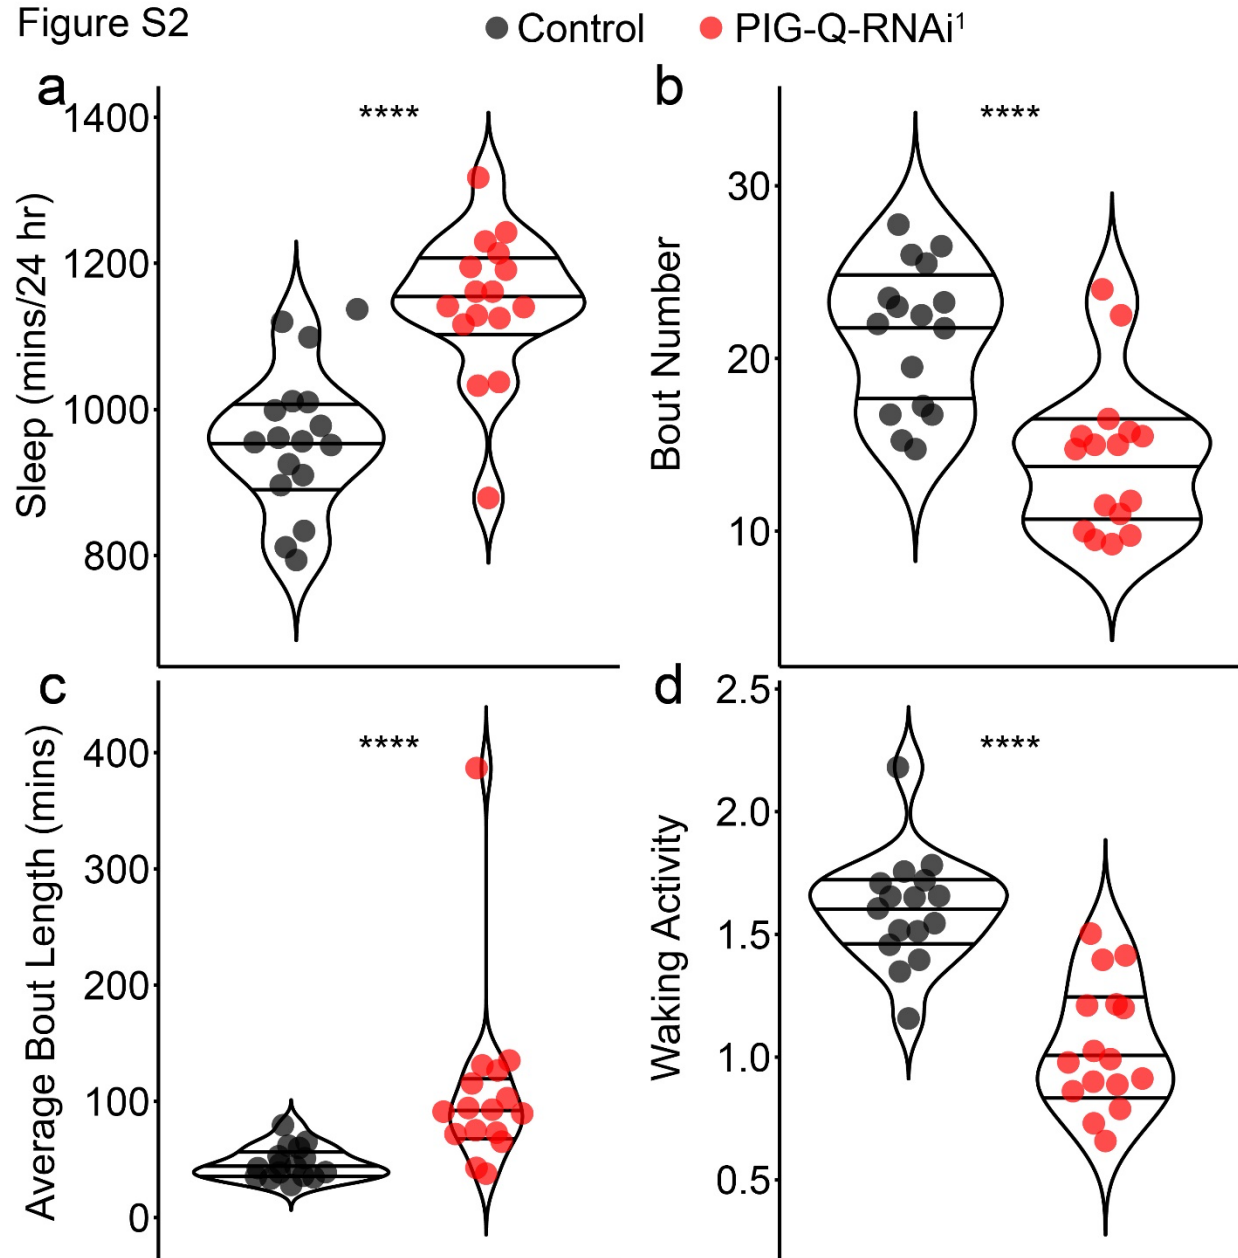 Figure S2
Control
PIG-Q-RNAi¹
a
Sleep (mins/24 hr)
1400
1200
1000
800
****
b
Bout Number
30
20
10
****
c
Average Bout Length (mins)
400
300
200
100
0
****
d
Waking Activity
2.5
2.0
1.5
1.0
0.5
****